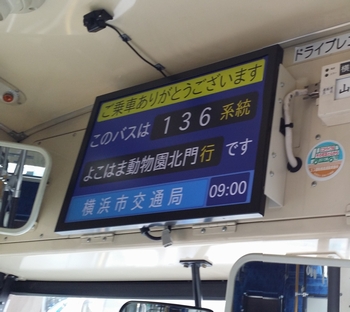 ご乗車ありがとうございます
このバスは 136 系統
よこはま動物園北門 行 です
横浜市交通局 09:00
ドライブレ